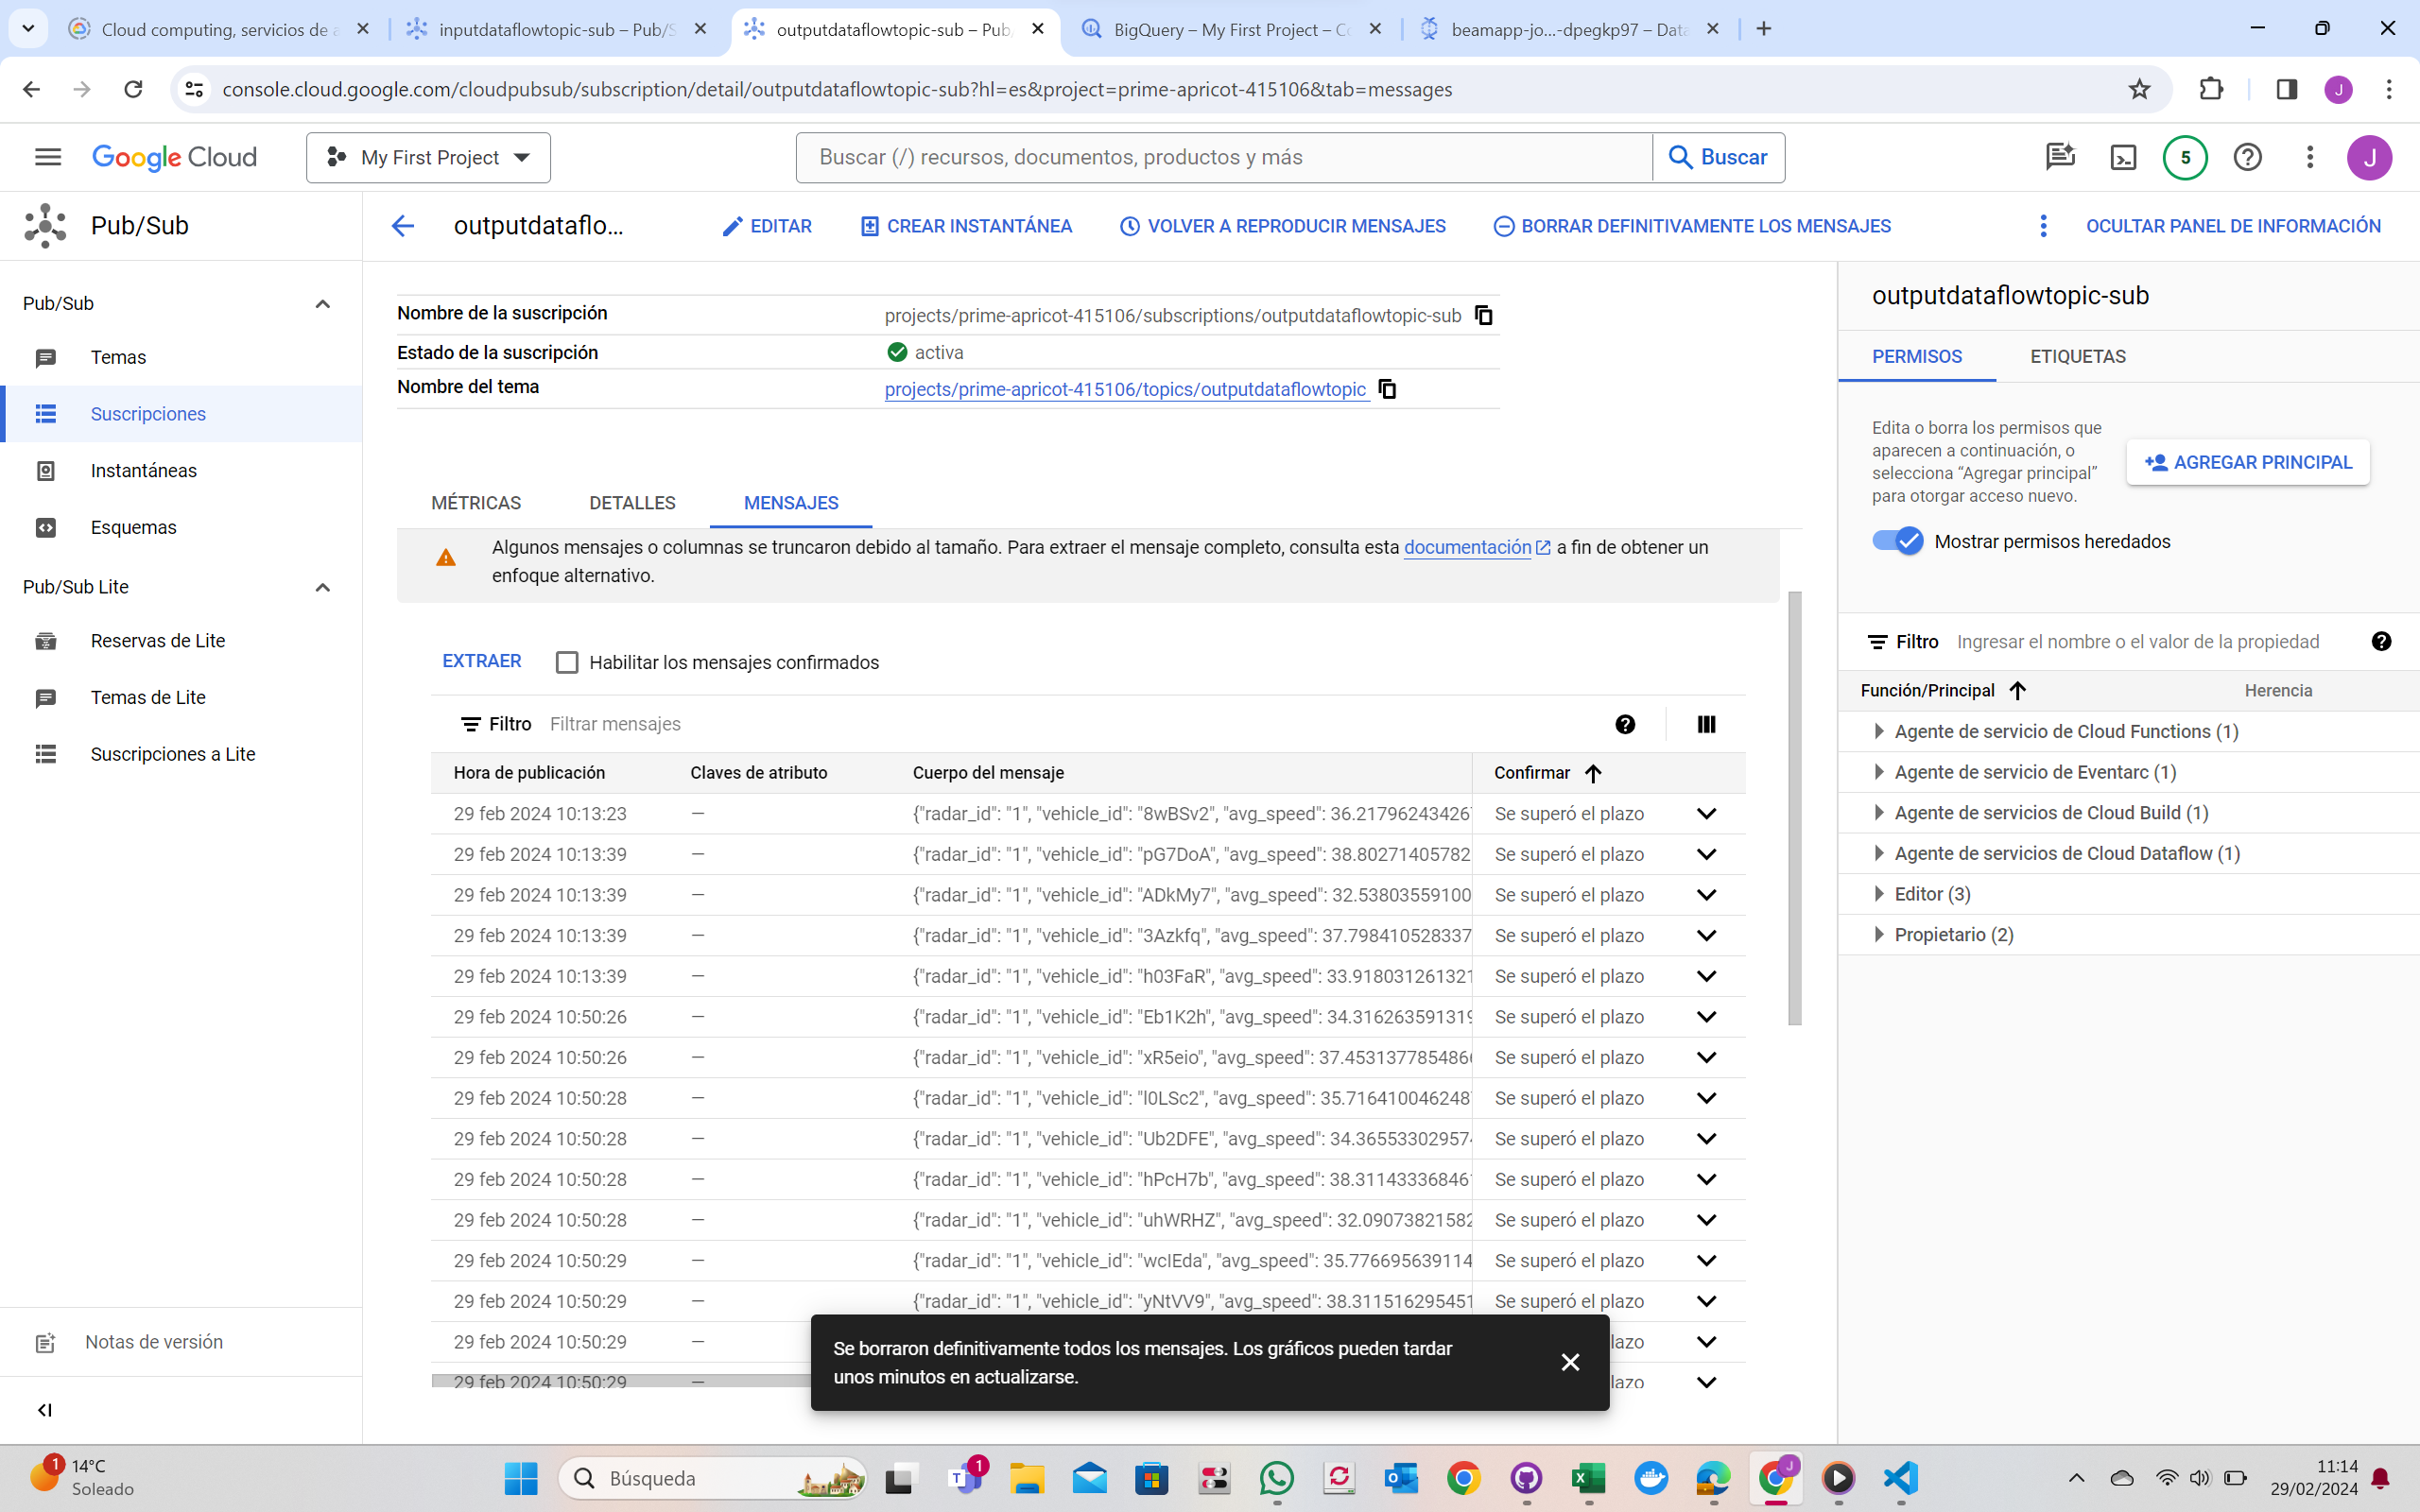 Cloud computing, servicios de a
inputdataflowtopic-sub – Pub/S
outputdataflowtopic-sub – Pub,
BigQuery – My First Project – Co
beamapp-jo...-dpegkp97 – Data
console.cloud.google.com/cloudpubsub/subscription/detail/outputdataflowtopic-sub?hl=es&project=prime-apricot-415106&tab=messages
J
Google Cloud
My First Project
Buscar (/) recursos, documentos, productos y más
Buscar
5
J
Pub/Sub
outputdataflo...
EDITAR
CREAR INSTANTÁNEA
VOLVER A REPRODUCIR MENSAJES
BORRAR DEFINITIVAMENTE LOS MENSAJES
OCULTAR PANEL DE INFORMACIÓN
Pub/Sub
Temas
Suscripciones
Instantáneas
Esquemas
Pub/Sub Lite
Reservas de Lite
Temas de Lite
Suscripciones a Lite
Notas de versión
Nombre de la suscripción projects/prime-apricot-415106/subscriptions/outputdataflowtopic-sub
Estado de la suscripción activa
Nombre del tema projects/prime-apricot-415106/topics/outputdataflowtopic
MÉTRICAS DETALLES MENSAJES
Algunos mensajes o columnas se truncaron debido al tamaño. Para extraer el mensaje completo, consulta esta documentación a fin de obtener un
enfoque alternativo.
EXTRAER Habilitar los mensajes confirmados
Filtro Filtrar mensajes
Hora de publicación Claves de atributo Cuerpo del mensaje Confirmar
29 feb 2024 10:13:23 — {"radar_id": "1", "vehicle_id": "8wBSv2", "avg_speed": 36.21796243426 Se superó el plazo
29 feb 2024 10:13:39 — {"radar_id": "1", "vehicle_id": "pG7DoA", "avg_speed": 38.80271405782 Se superó el plazo
29 feb 2024 10:13:39 — {"radar_id": "1", "vehicle_id": "ADkMy7", "avg_speed": 32.53803559100 Se superó el plazo
29 feb 2024 10:13:39 — {"radar_id": "1", "vehicle_id": "3Azkfq", "avg_speed": 37.798410528337 Se superó el plazo
29 feb 2024 10:13:39 — {"radar_id": "1", "vehicle_id": "h03FaR", "avg_speed": 33.918031261321 Se superó el plazo
29 feb 2024 10:50:26 — {"radar_id": "1", "vehicle_id": "Eb1K2h", "avg_speed": 34.316263591319 Se superó el plazo
29 feb 2024 10:50:26 — {"radar_id": "1", "vehicle_id": "xR5eio", "avg_speed": 37.453137785486 Se superó el plazo
29 feb 2024 10:50:28 — {"radar_id": "1", "vehicle_id": "l0LSc2", "avg_speed": 35.71641004624 Se superó el plazo
29 feb 2024 10:50:28 — {"radar_id": "1", "vehicle_id": "Ub2DFE", "avg_speed": 34.36553302957 Se superó el plazo
29 feb 2024 10:50:28 — {"radar_id": "1", "vehicle_id": "hPcH7b", "avg_speed": 38.31143336846 Se superó el plazo
29 feb 2024 10:50:28 — {"radar_id": "1", "vehicle_id": "uhWRHZ", "avg_speed": 32.09073821582 Se superó el plazo
29 feb 2024 10:50:29 — {"radar_id": "1", "vehicle_id": "wcIEda", "avg_speed": 35.776695639114 Se superó el plazo
29 feb 2024 10:50:29 — {"radar_id": "1", "vehicle_id": "yNtVV9", "avg_speed": 38.311516295451 Se superó el plazo
29 feb 2024 10:50:29 — lazo
29 feb 2024 10:50:29 — lazo
Se borraron definitivamente todos los mensajes. Los gráficos pueden tardar
unos minutos en actualizarse.
outputdataflowtopic-sub
PERMISOS ETIQUETAS
Edita o borra los permisos que
aparecen a continuación, o
selecciona “Agregar principal”
para otorgar acceso nuevo.
AGREGAR PRINCIPAL
Mostrar permisos heredados
Filtro Ingresar el nombre o el valor de la propiedad
Función/Principal Herencia
Agente de servicio de Cloud Functions (1)
Agente de servicio de Eventarc (1)
Agente de servicios de Cloud Build (1)
Agente de servicios de Cloud Dataflow (1)
Editor (3)
Propietario (2)
1
14°C
Soleado
Búsqueda
1
J
11:14
29/02/2024